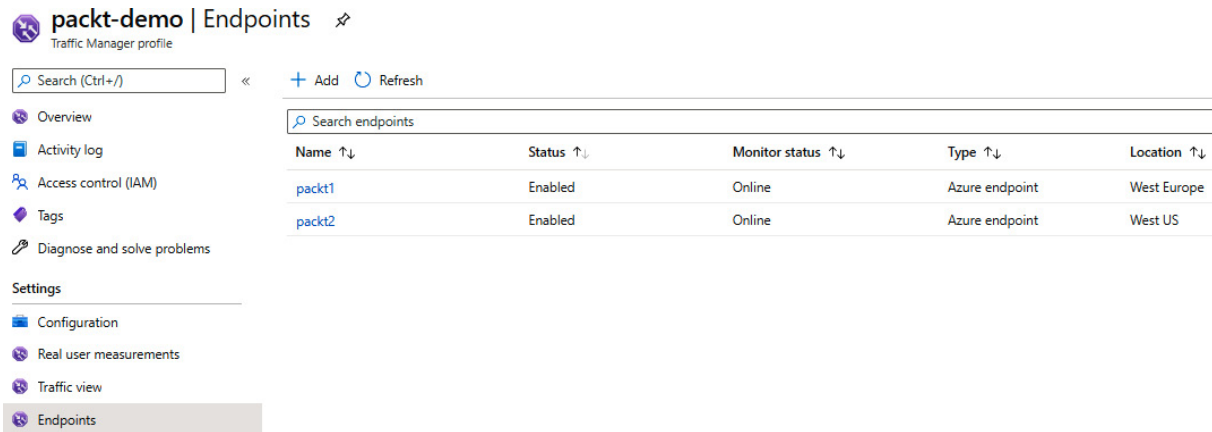 packt-demo | Endpoints
Traffic Manager profile
Search (Ctrl+/)
«
Overview
Activity log
Access control (IAM)
Tags
Diagnose and solve problems
Settings
Configuration
Real user measurements
Traffic view
Endpoints
+ Add Refresh
Search endpoints
Name ↑↓ Status ↑↓ Monitor status ↑↓ Type ↑↓ Location ↑↓
packt1 Enabled Online Azure endpoint West Europe
packt2 Enabled Online Azure endpoint West US